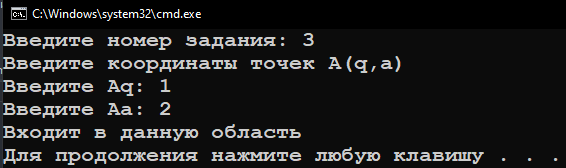 C:\Windows\system32\cmd.exe
Введите номер задания: 3
Введите координаты точек A(q,a)
Введите Aq: 1
Введите Aa: 2
Входит в данную область
Для продолжения нажмите любую клавишу . . .